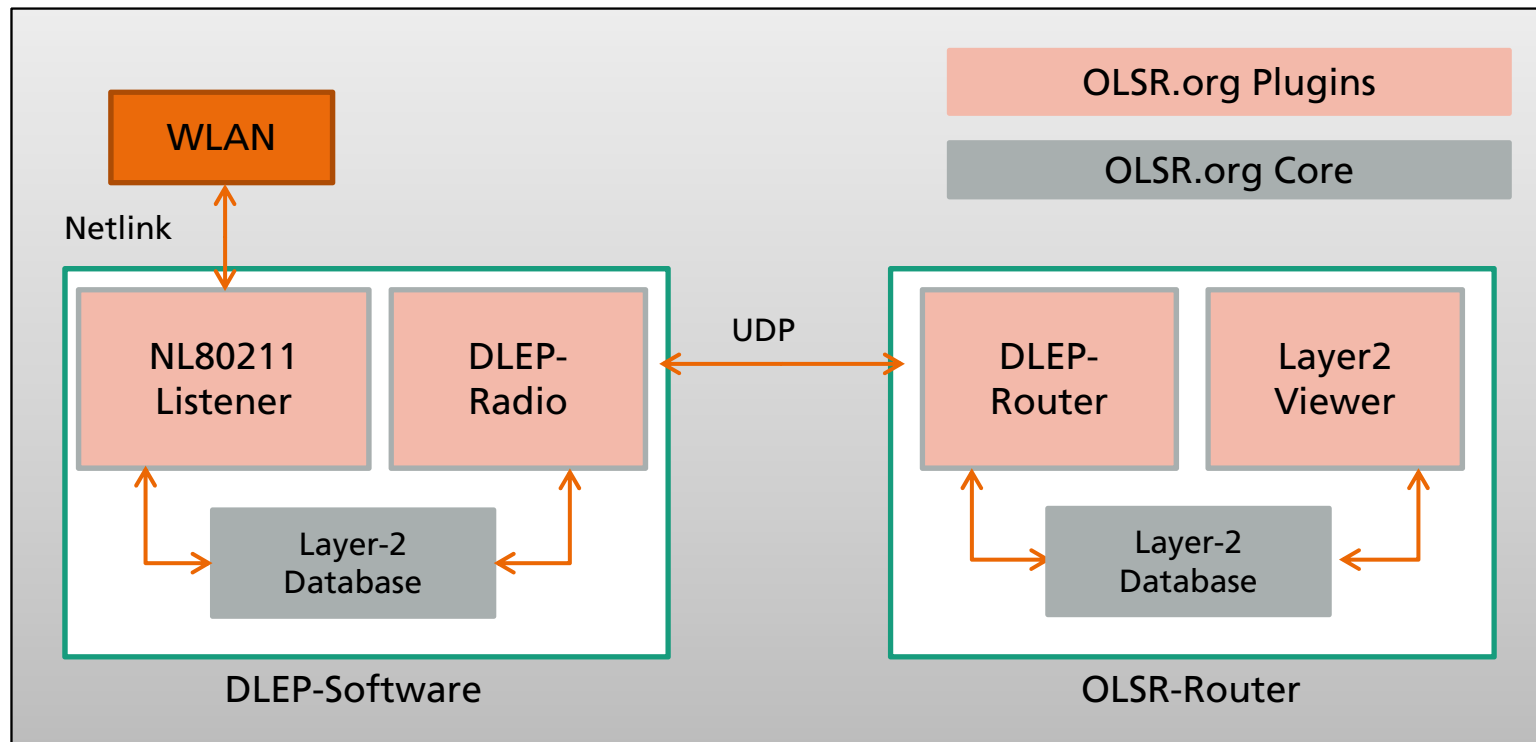 OLSR.org Plugins
WLAN
OLSR.org Core
Netlink
NL80211
Listener
DLEP-
Radio
UDP
DLEP-
Router
Layer2
Viewer
Layer-2
Database
Layer-2
Database
DLEP-Software
OLSR-Router